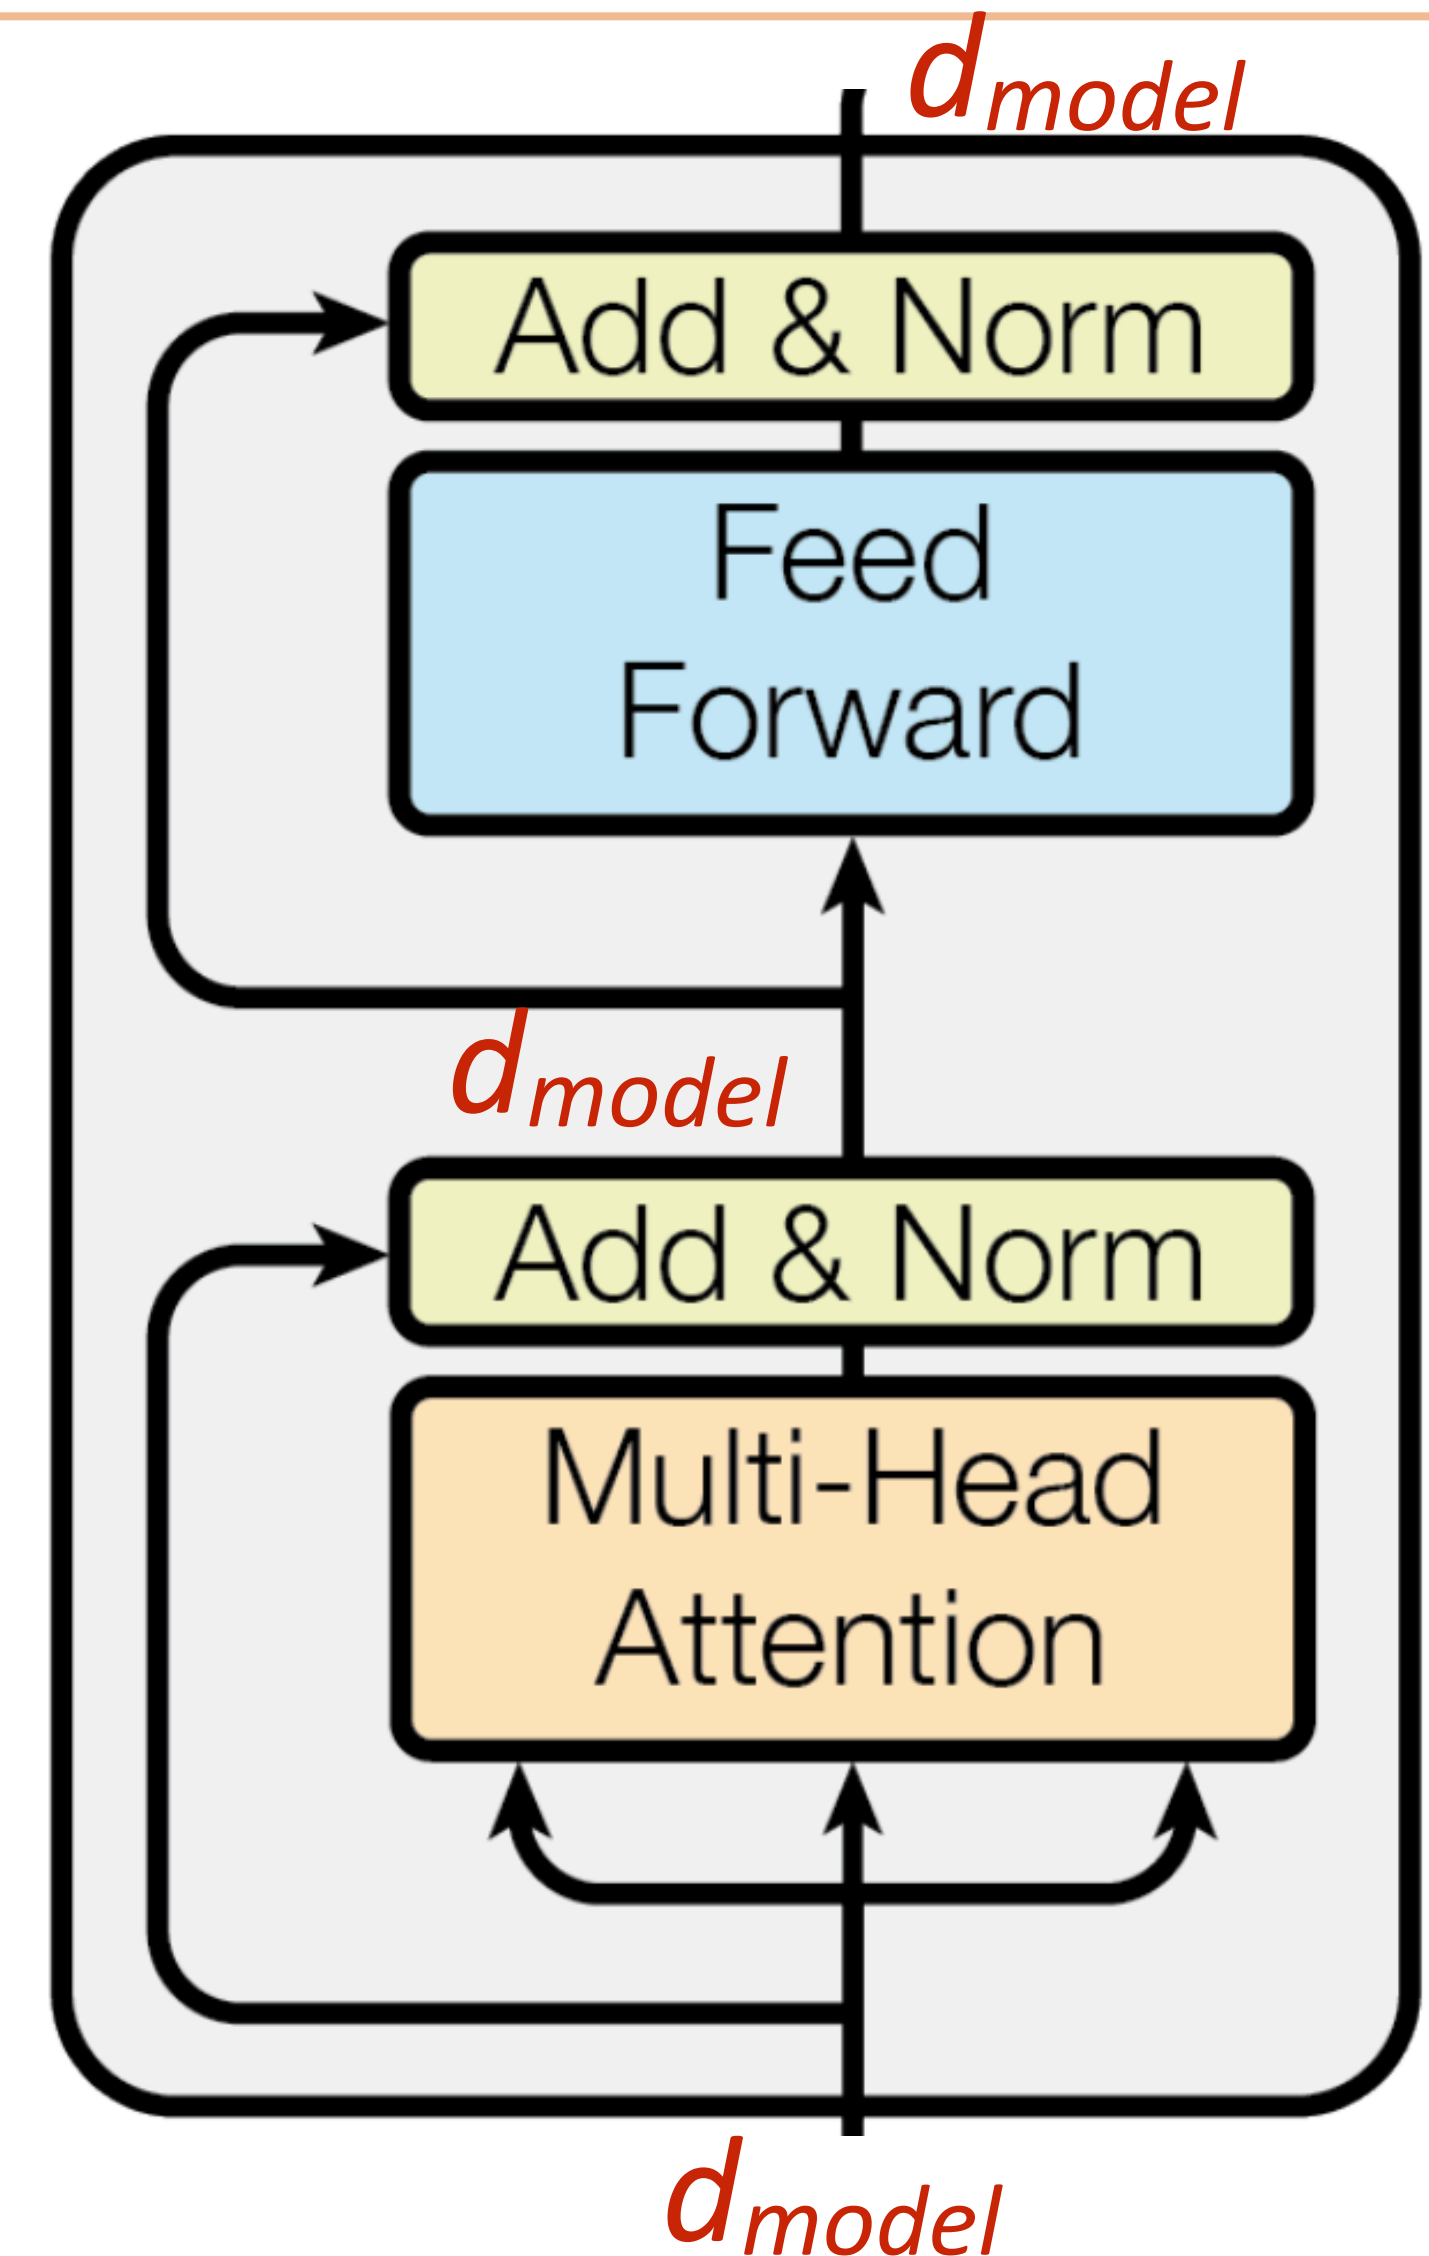 d_model
Add & Norm
Feed
Forward
d_model
Add & Norm
Multi-Head
Attention
d_model